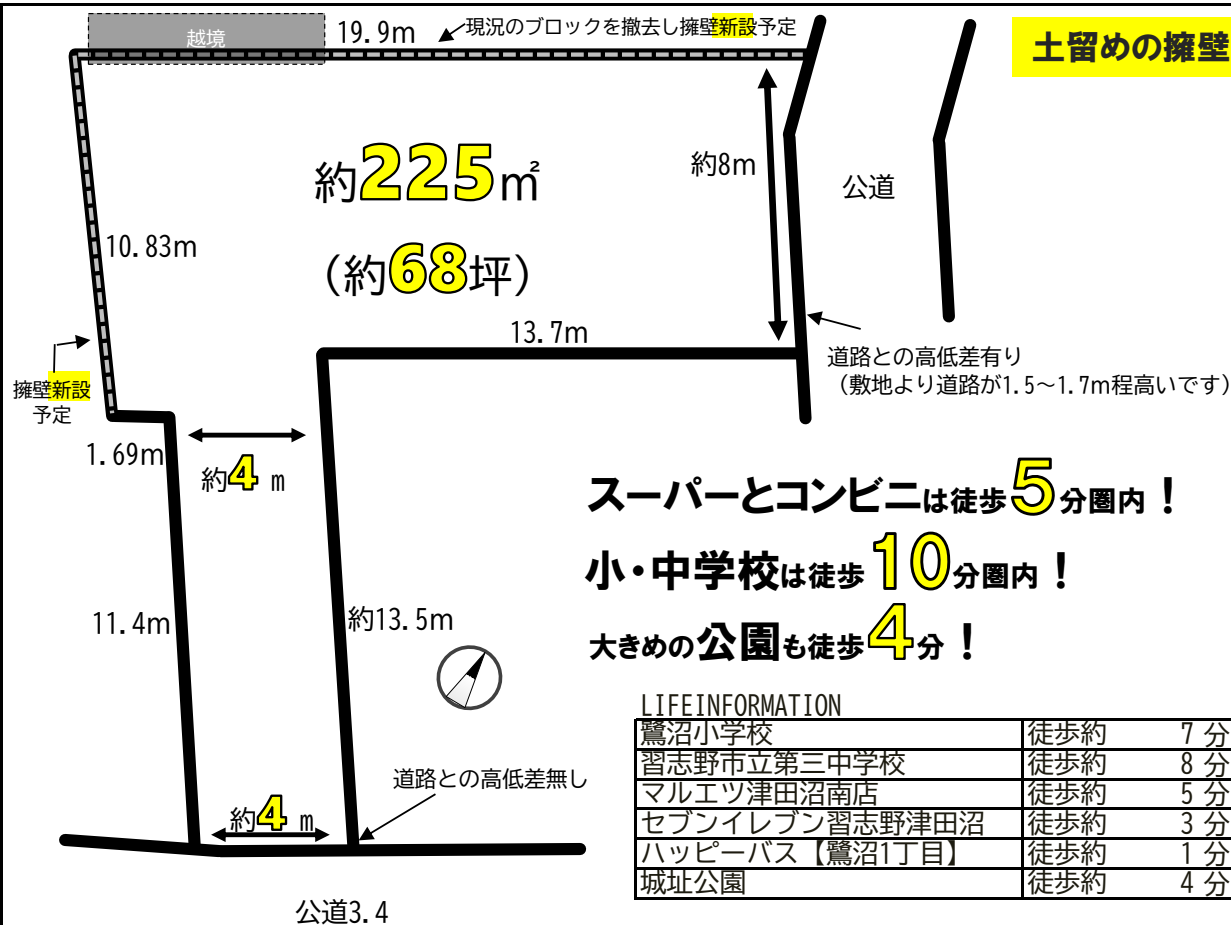 越境
19.9m
現況のブロックを撤去し擁壁新設予定
土留めの擁壁
約225㎡
(約68坪)
約8m
公道
10.83m
13.7m
道路との高低差有り
(敷地より道路が1.5～1.7m程高いです)
擁壁新設
予定
1.69m
約4 m
スーパーとコンビニは徒歩5分圏内！
小・中学校は徒歩10分圏内！
大きめの公園も徒歩4分！
11.4m
約13.5m
道路との高低差無し
約4 m
公道3.4
LIFEINFORMATION
鷺沼小学校 徒歩約 7 分
習志野市立第三中学校 徒歩約 8 分
マルエツ津田沼南店 徒歩約 5 分
セブンイレブン習志野津田沼 徒歩約 3 分
ハッピーバス【鷺沼1丁目】 徒歩約 1 分
城址公園 徒歩約 4 分